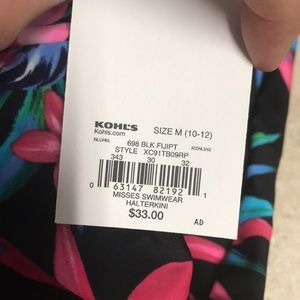 KOHL'S
Kohls.com
SIZE M (10-12)
698 BLK FIJIPT
STYLE XC91TB09RP
343 30 32
0 63147 82192 1
MISSES SWIMWEAR
HALTERKINI
$33.00
AD